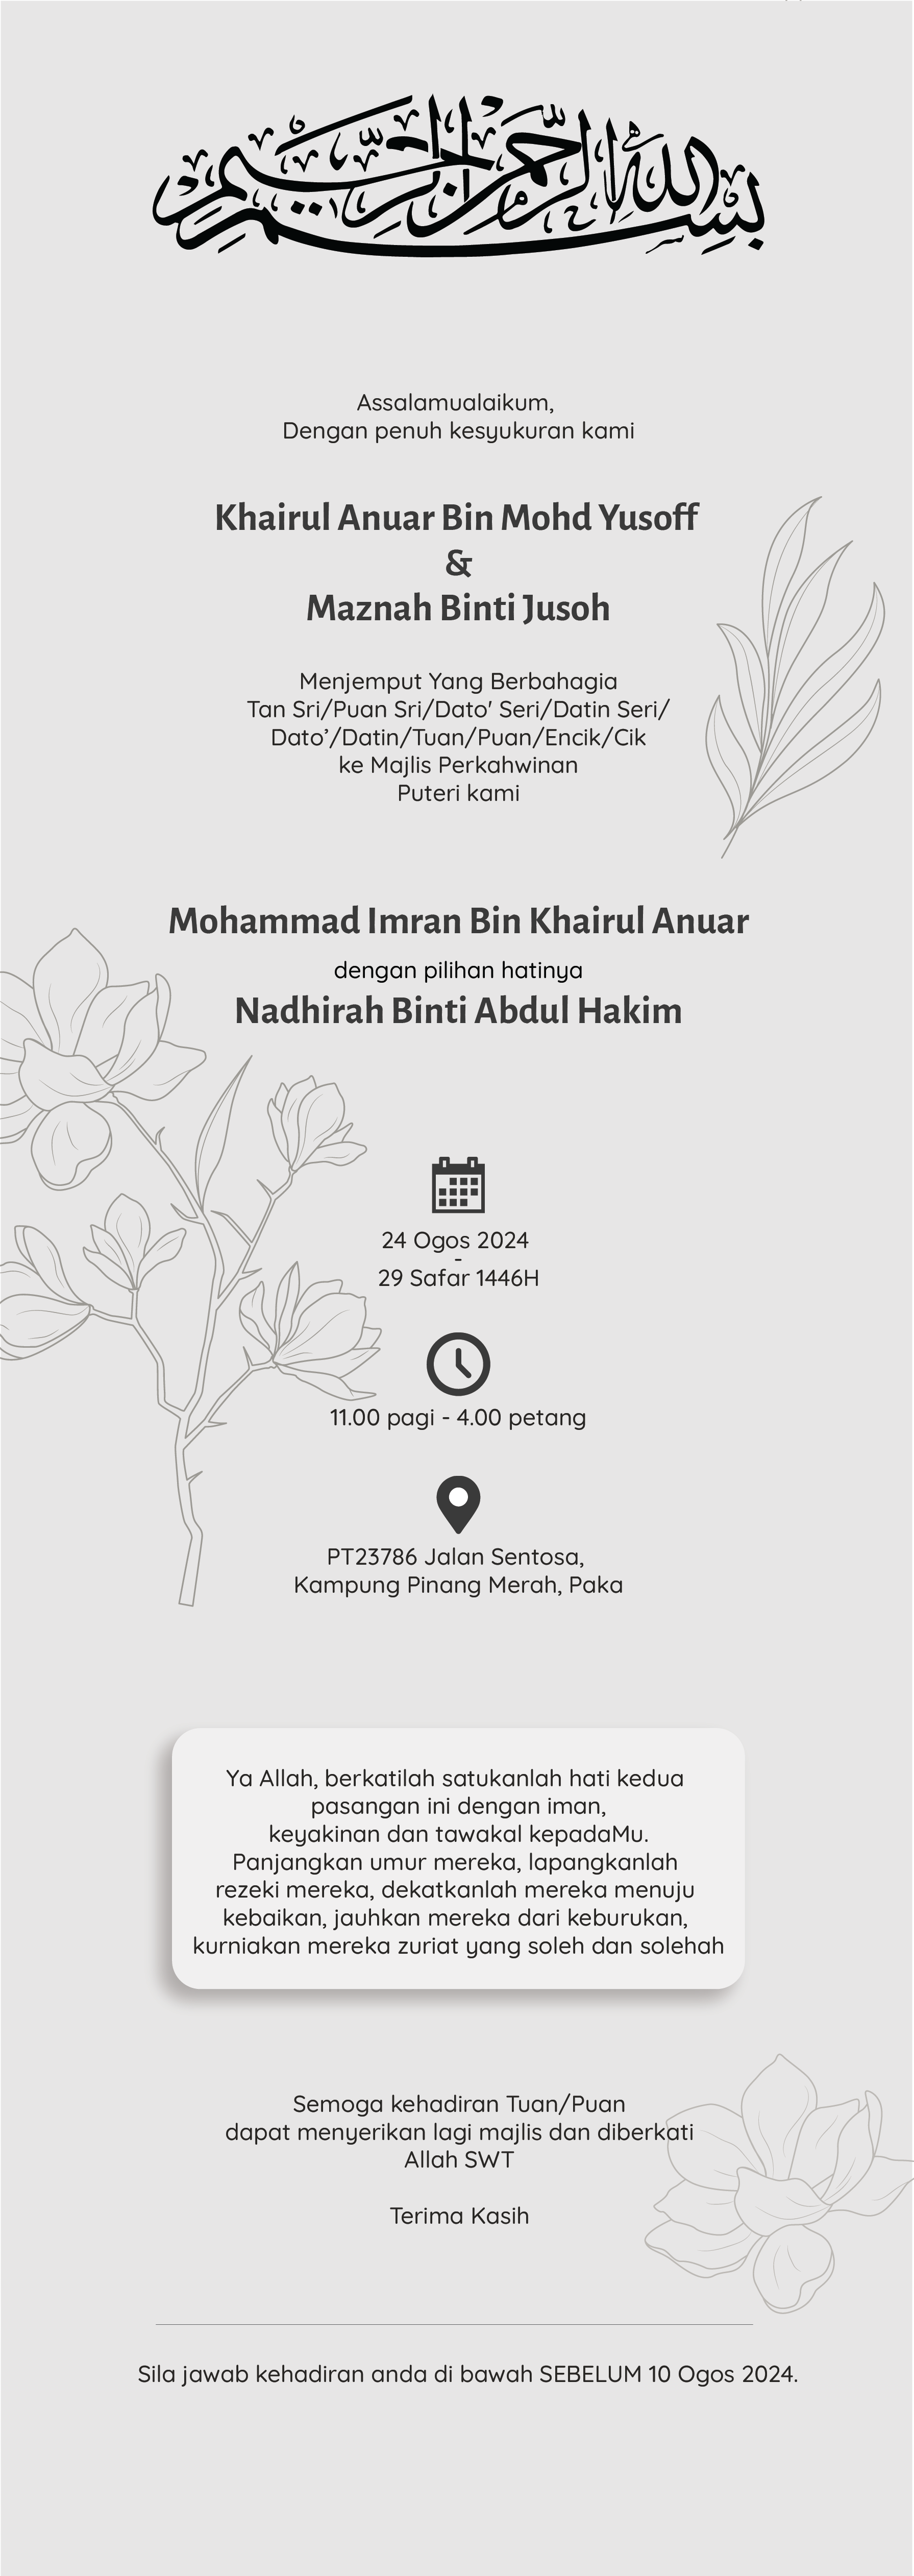 بسم الله الرحمن الرحيم
Assalamualaikum,
Dengan penuh kesyukuran kami
Khairul Anuar Bin Mohd Yusoff
&
Maznah Binti Jusoh
Menjemput Yang Berbahagia
Tan Sri/Puan Sri/Dato' Seri/Datin Seri/
Dato’/Datin/Tuan/Puan/Encik/Cik
ke Majlis Perkahwinan
Puteri kami
Mohammad Imran Bin Khairul Anuar
dengan pilihan hatinya
Nadhirah Binti Abdul Hakim
24 Ogos 2024
-
29 Safar 1446H
11.00 pagi - 4.00 petang
PT23786 Jalan Sentosa,
Kampung Pinang Merah, Paka
Ya Allah, berkatilah satukanlah hati kedua
pasangan ini dengan iman,
keyakinan dan tawakal kepadaMu.
Panjangkan umur mereka, lapangkanlah
rezeki mereka, dekatkanlah mereka menuju
kebaikan, jauhkan mereka dari keburukan,
kurniakan mereka zuriat yang soleh dan solehah
Semoga kehadiran Tuan/Puan
dapat menyerikan lagi majlis dan diberkati
Allah SWT
Terima Kasih
Sila jawab kehadiran anda di bawah SEBELUM 10 Ogos 2024.